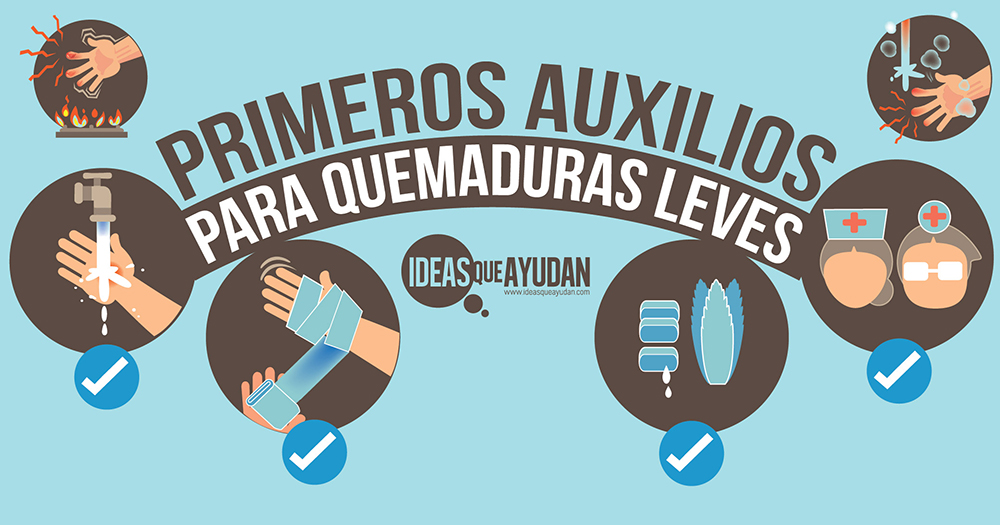 PRIMEROS AUXILIOS
PARA QUEMADURAS LEVES
IDEAS QUE AYUDAN
www.ideasqueayudan.com